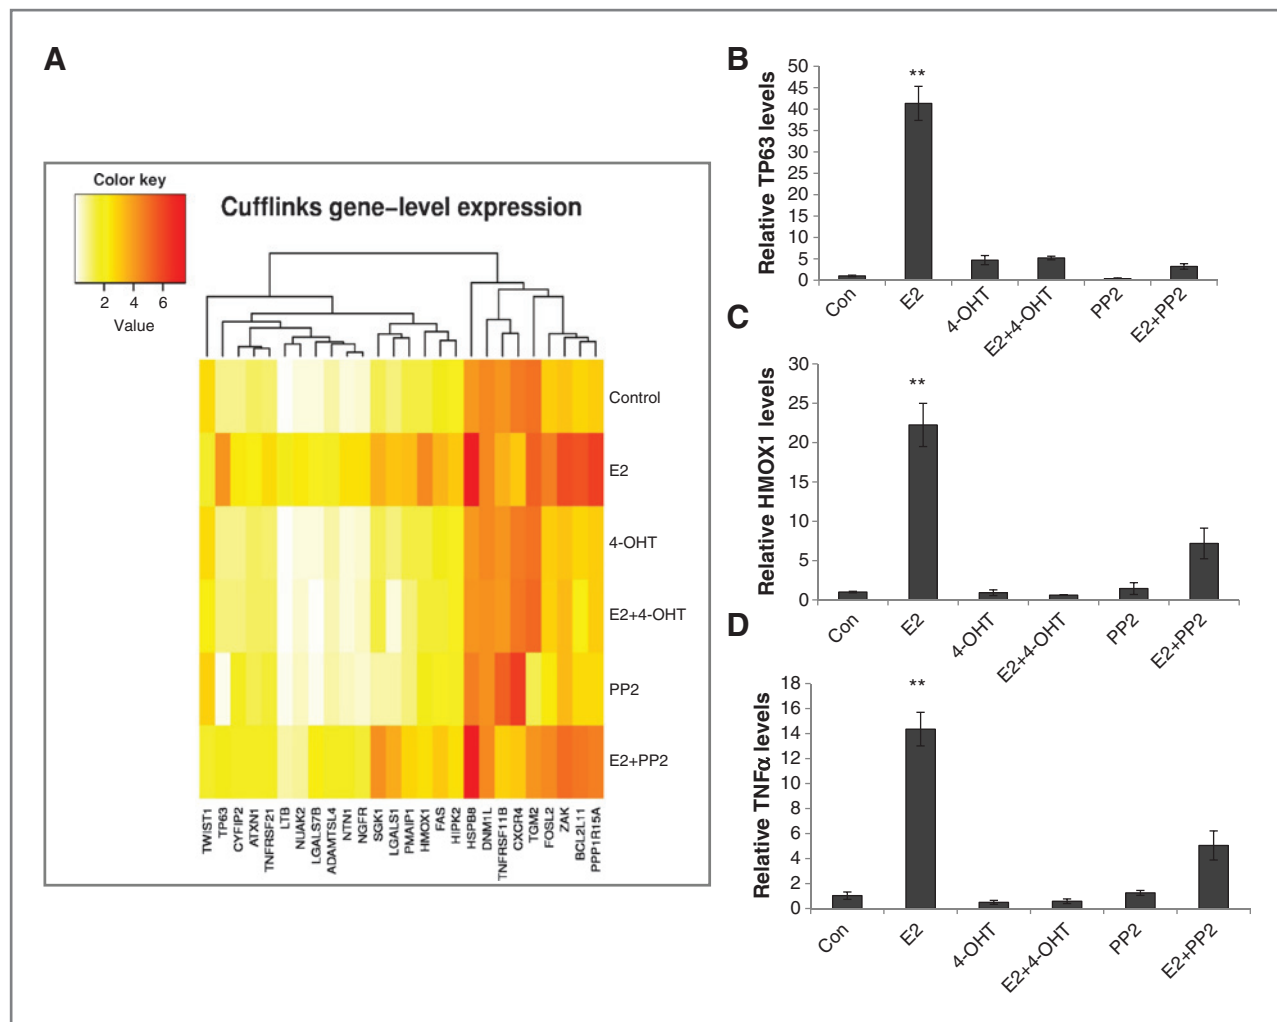 A
Color key
2 4 6
Value
Cufflinks gene–level expression
Control
E2
4-OHT
E2+4-OHT
PP2
E2+PP2
TWIST1
TP63
CYFIP2
ATXN1
TNFRSF21
LTB
NUAK2
LGALS7B
ADAMTSL4
NTN1
NGFR
SGK1
LGALS1
PMAIP1
HMOX1
FAS
HIPK2
HSPB8
DNM1L
TNFRSF11B
CXCR4
TGM2
FOSL2
ZAK
BCL2L11
PPP1R15A
B
Relative TP63 levels
50
45
40
35
30
25
20
15
10
5
0
**
Con
E2
4-OHT
E2+4-OHT
PP2
E2+PP2
C
Relative HMOX1 levels
30
25
20
15
10
5
0
**
Con
E2
4-OHT
E2+4-OHT
PP2
E2+PP2
D
Relative TNFα levels
18
16
14
12
10
8
6
4
2
0
**
Con
E2
4-OHT
E2+4-OHT
PP2
E2+PP2